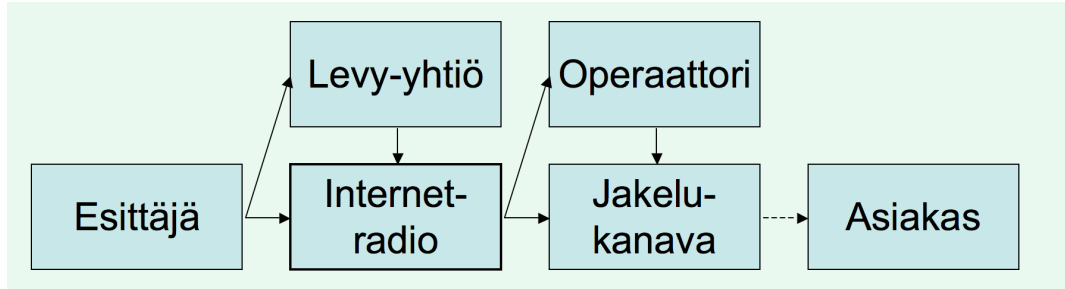 Levy-yhtiö
Operaattori
Esittäjä
Internet-
radio
Jakelu-
kanava
Asiakas